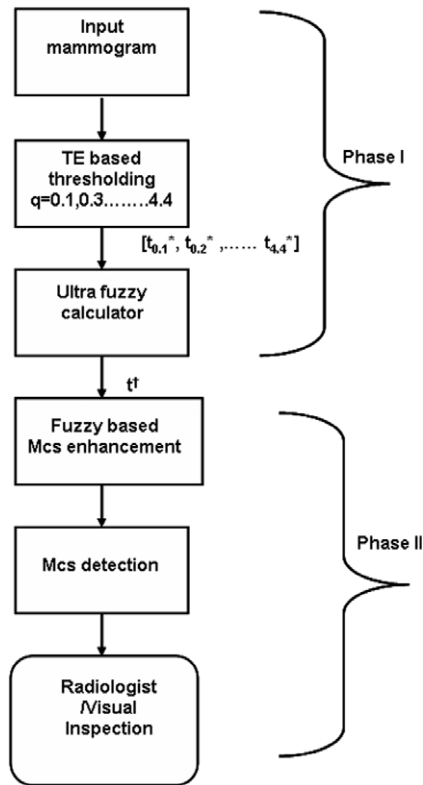 Input
mammogram
TE based
thresholding
q=0.1,0.3........4.4
Phase I
[t0.1*, t0.2* ,...... t4.4*]
Ultra fuzzy
calculator
t†
Fuzzy based
Mcs enhancement
Phase II
Mcs detection
Radiologist
/Visual
Inspection